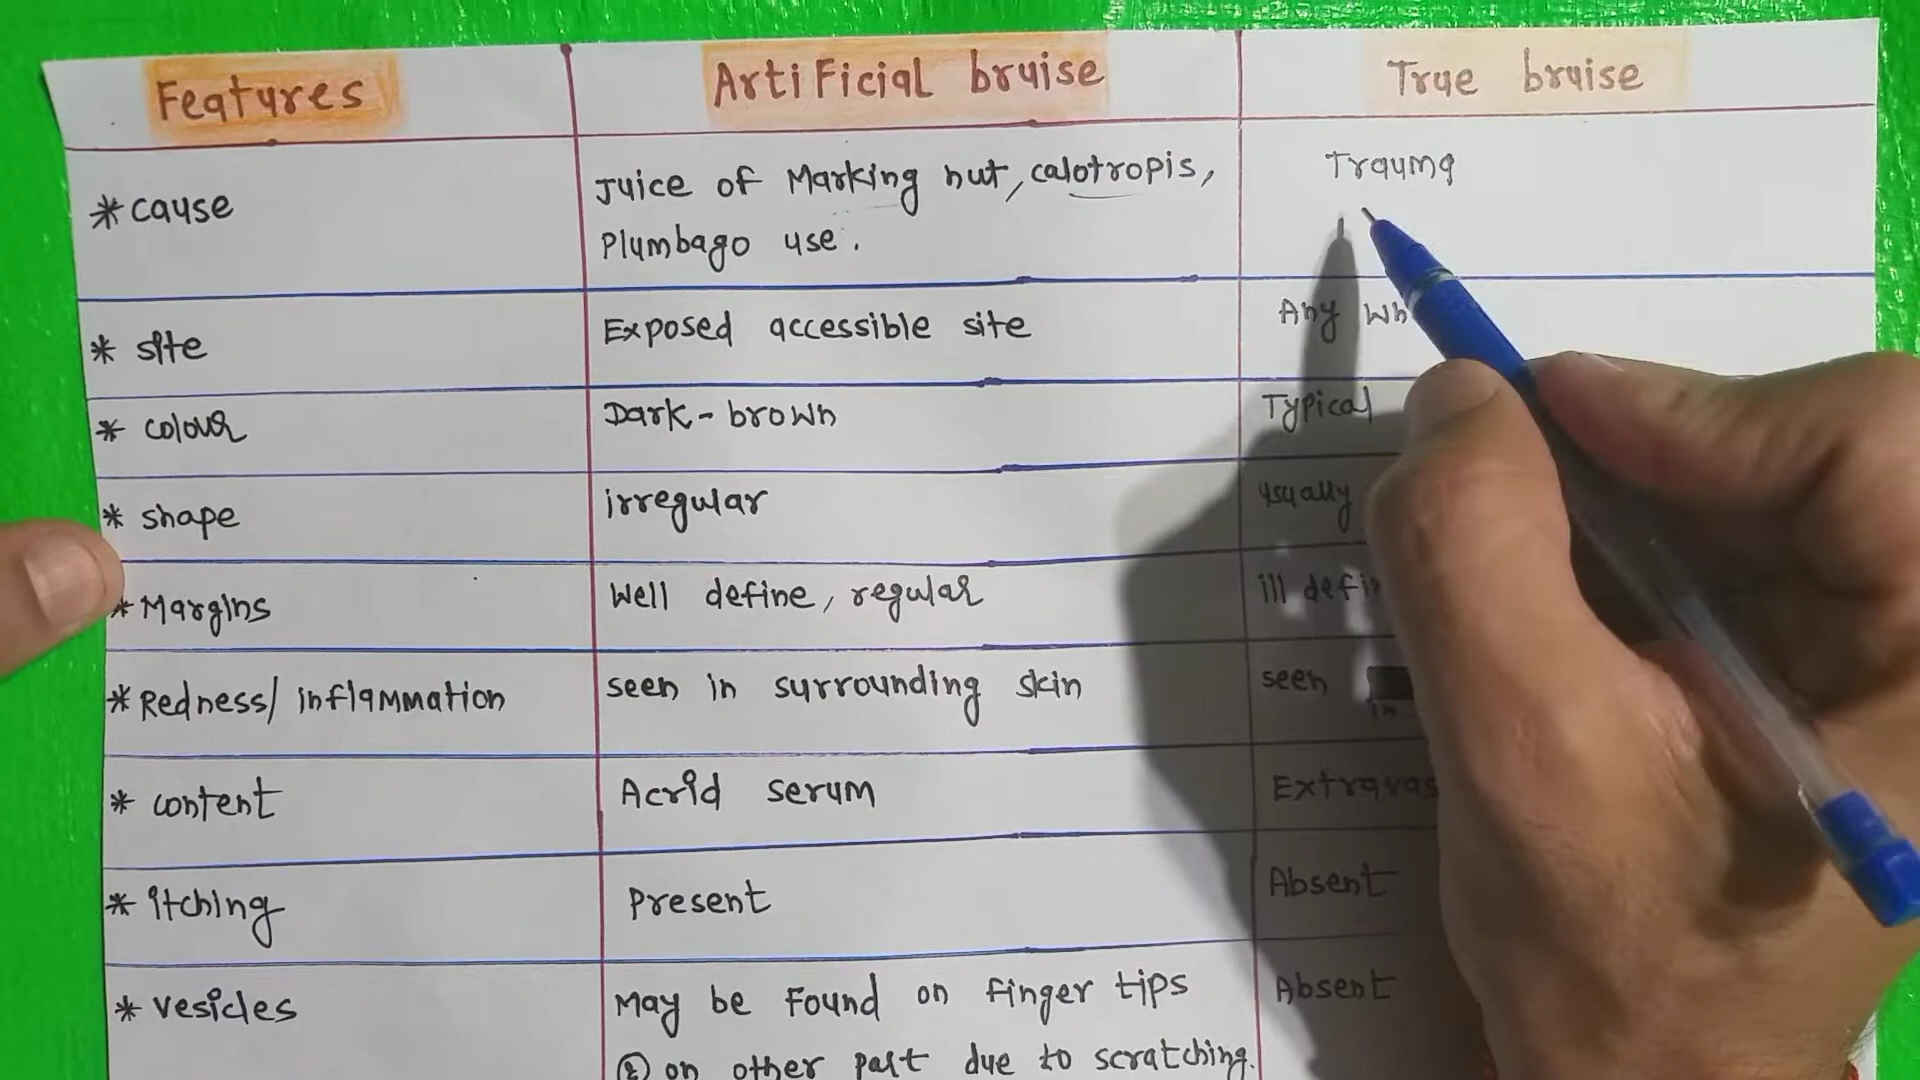 Features
Artificial bruise
True bruise
* cause
Juice of Marking nut, calotropis,
Plumbago use.
Trauma
* site
Exposed accessible site
Any
* colour
Dark - brown
Typical
* shape
irregular
usually
* Margins
Well define, regular
ill
* Redness/ inflammation
seen in surrounding skin
seen
* content
Acrid serum
* itching
Present
Absent
* vesicles
May be Found on finger tips
& on other part due to scratching.
Absent